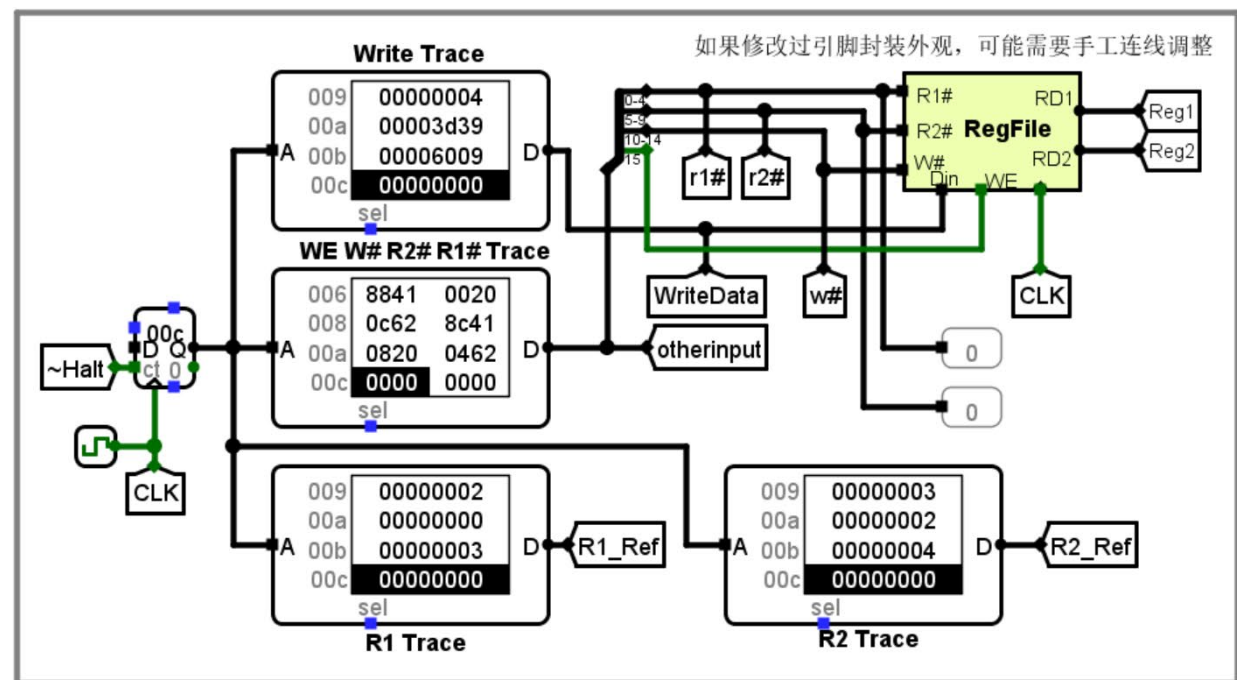 如果修改过引脚封装外观，可能需要手工连线调整
Write Trace
009 00000004
00a 00003d39
00b 00006009
00c 00000000
A
D
sel
0-4
5-9
10-14
15
r1#
r2#
R1#
R2#
W#
Din
WE
RegFile
RD1
RD2
Reg1
Reg2
WE W# R2# R1# Trace
006 8841 0020
008 0c62 8c41
00a 0820 0462
00c 0000 0000
A
D
sel
WriteData
w#
CLK
otherinput
0
0
~Halt
00c
D Q
ct 0
CLK
009 00000002
00a 00000000
00b 00000003
00c 00000000
A
D
sel
R1 Trace
R1_Ref
009 00000003
00a 00000002
00b 00000004
00c 00000000
A
D
sel
R2 Trace
R2_Ref